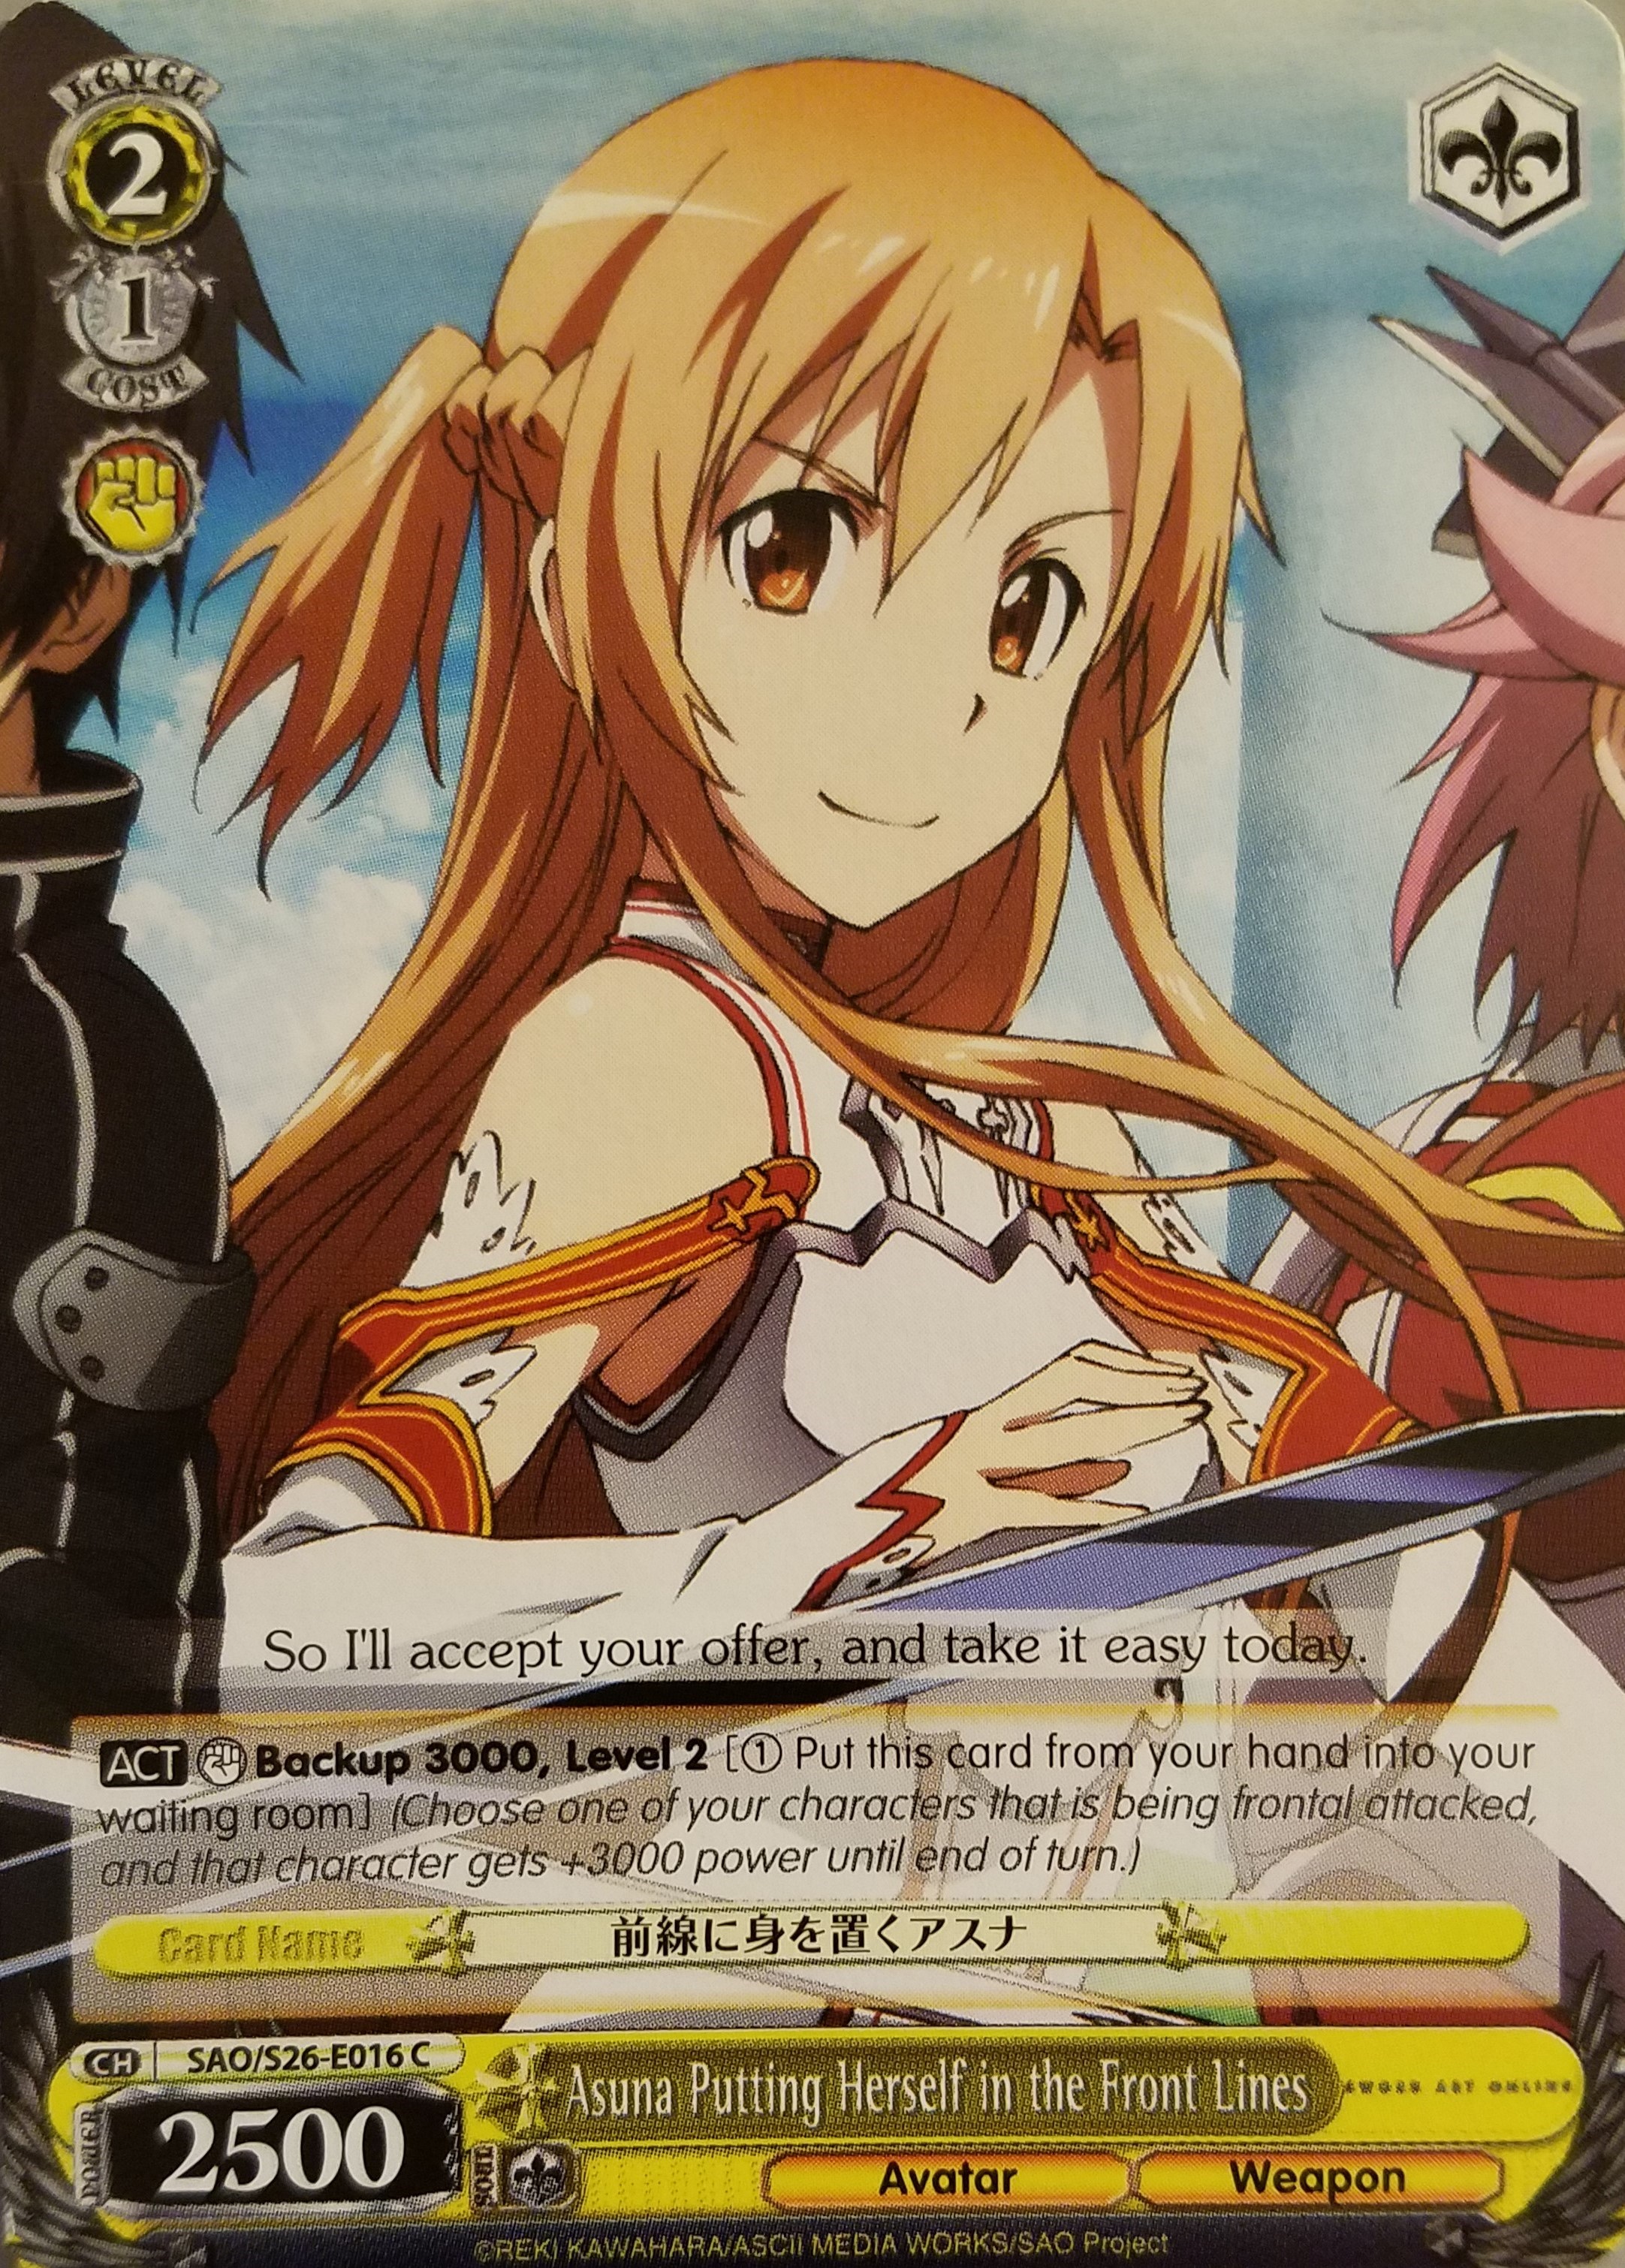 LEVEL
2
1
COST
So I'll accept your offer, and take it easy today.
ACT Backup 3000, Level 2 [① Put this card from your hand into your
waiting room] (Choose one of your characters that is being frontal attacked,
and that character gets +3000 power until end of turn.)
Card Name 前線に身を置くアスナ
CH SAO/S26-E016 C
Asuna Putting Herself in the Front Lines SWORD ART ONLINE
POWER 2500 SOUL Avatar Weapon
©REKI KAWAHARA/ASCII MEDIA WORKS/SAO Project